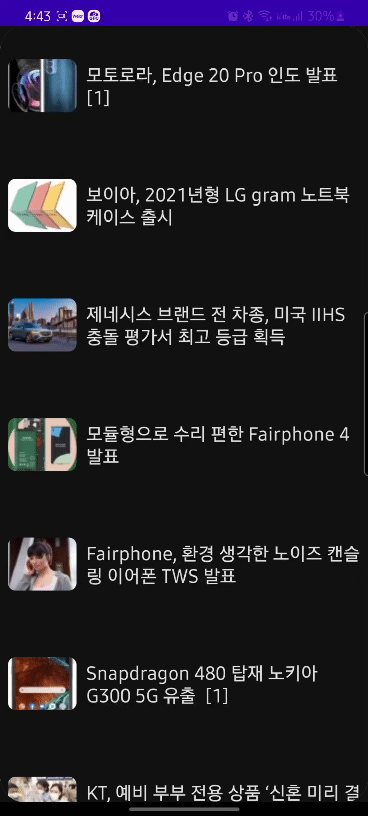 4:43
30%
모토로라, Edge 20 Pro 인도 발표
[1]
보이아, 2021년형 LG gram 노트북
케이스 출시
제네시스 브랜드 전 차종, 미국 IIHS
충돌 평가서 최고 등급 획득
모듈형으로 수리 편한 Fairphone 4
발표
Fairphone, 환경 생각한 노이즈 캔슬
링 이어폰 TWS 발표
Snapdragon 480 탑재 노키아
G300 5G 유출 [1]
KT, 예비 부부 전용 상품 ‘신혼 미리 결